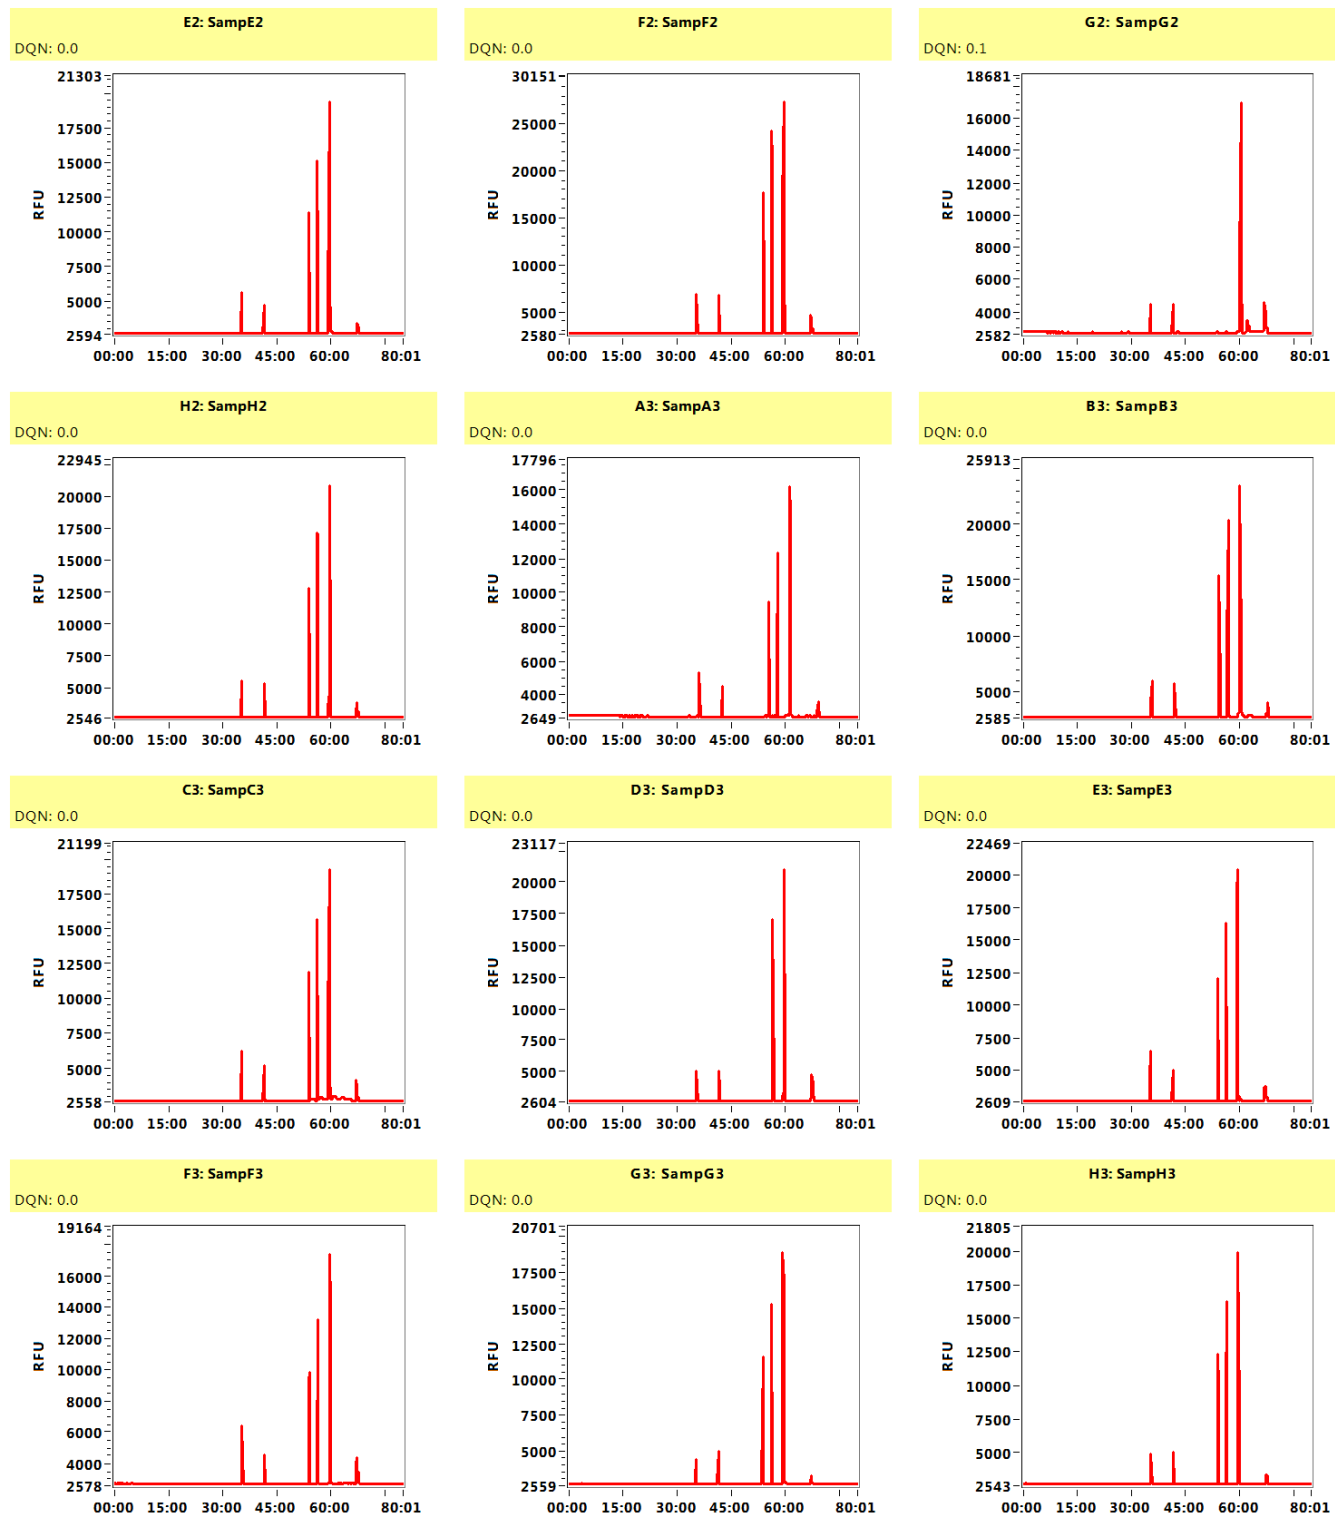 E2: SampE2
DQN: 0.0
21303
17500
15000
12500
10000
7500
5000
2594
RFU
00:00 15:00 30:00 45:00 60:00 80:01
F2: SampF2
DQN: 0.0
30151
25000
20000
15000
10000
5000
2580
RFU
00:00 15:00 30:00 45:00 60:00 80:01
G2: SampG2
DQN: 0.1
18681
16000
14000
12000
10000
8000
6000
4000
2582
RFU
00:00 15:00 30:00 45:00 60:00 80:01
H2: SampH2
DQN: 0.0
22945
20000
17500
15000
12500
10000
7500
5000
2546
RFU
00:00 15:00 30:00 45:00 60:00 80:01
A3: SampA3
DQN: 0.0
17796
16000
14000
12000
10000
8000
6000
4000
2649
RFU
00:00 15:00 30:00 45:00 60:00 80:01
B3: SampB3
DQN: 0.0
25913
20000
15000
10000
5000
2585
RFU
00:00 15:00 30:00 45:00 60:00 80:01
C3: SampC3
DQN: 0.0
21199
17500
15000
12500
10000
7500
5000
2558
RFU
00:00 15:00 30:00 45:00 60:00 80:01
D3: SampD3
DQN: 0.0
23117
20000
17500
15000
12500
10000
7500
5000
2604
RFU
00:00 15:00 30:00 45:00 60:00 80:01
E3: SampE3
DQN: 0.0
22469
20000
17500
15000
12500
10000
7500
5000
2609
RFU
00:00 15:00 30:00 45:00 60:00 80:01
F3: SampF3
DQN: 0.0
19164
16000
14000
12000
10000
8000
6000
4000
2578
RFU
00:00 15:00 30:00 45:00 60:00 80:01
G3: SampG3
DQN: 0.0
20701
17500
15000
12500
10000
7500
5000
2559
RFU
00:00 15:00 30:00 45:00 60:00 80:01
H3: SampH3
DQN: 0.0
21805
20000
17500
15000
12500
10000
7500
5000
2543
RFU
00:00 15:00 30:00 45:00 60:00 80:01